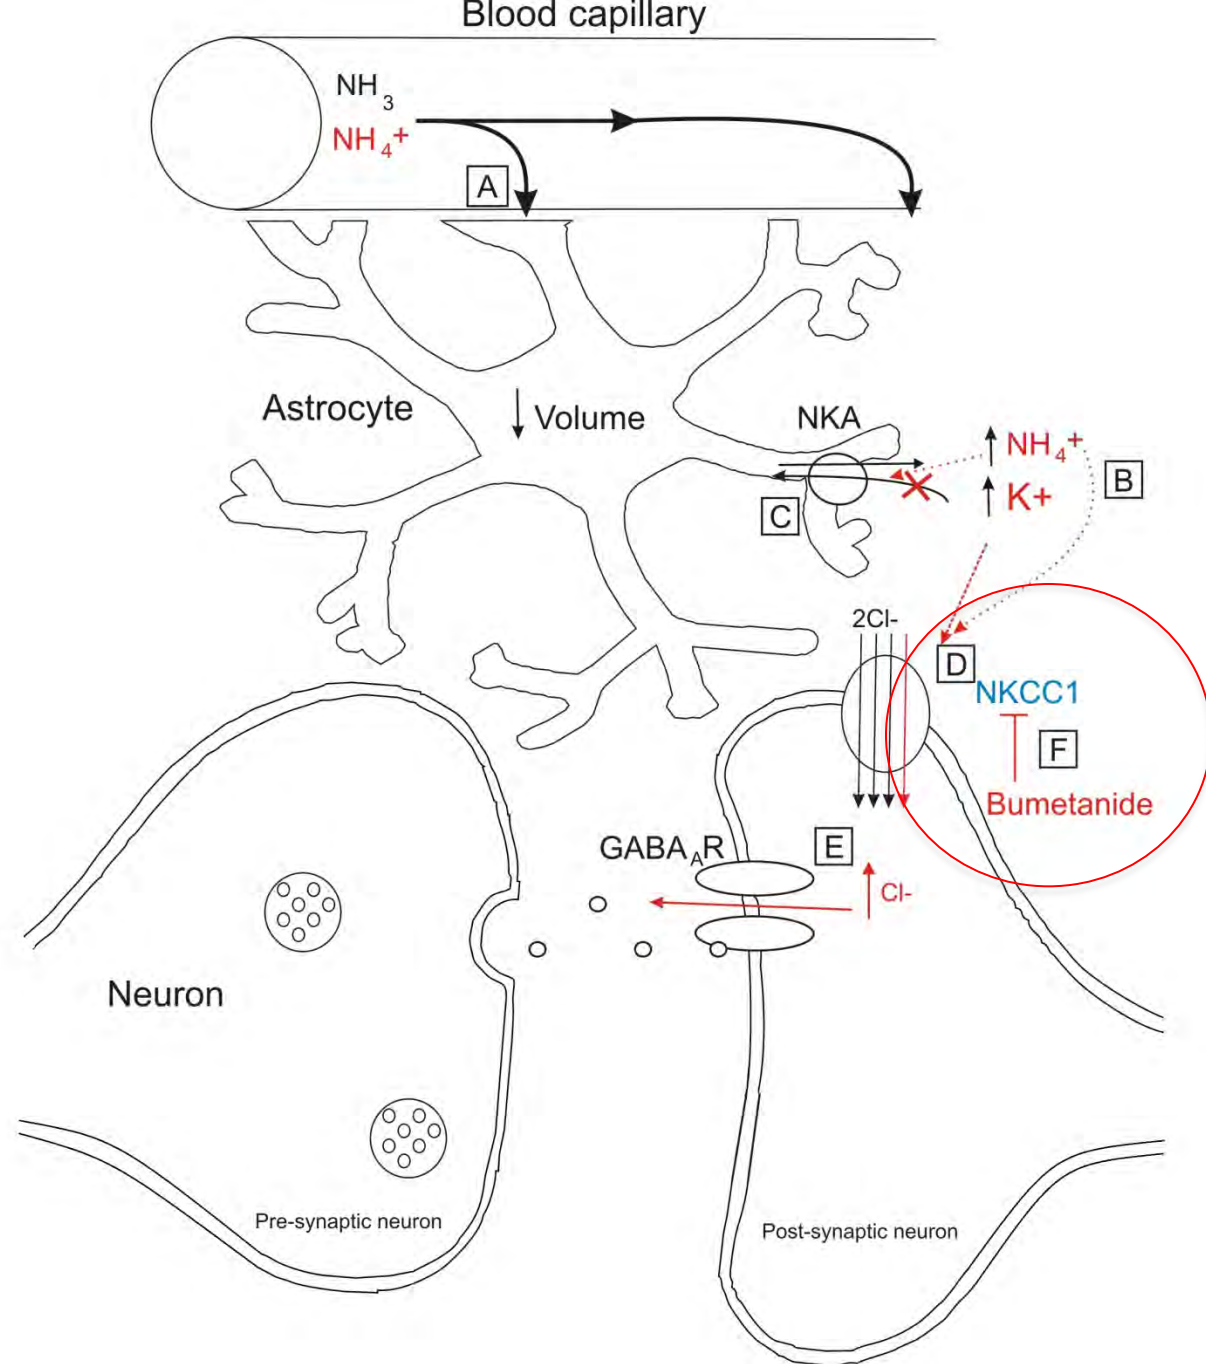 Blood capillary
NH3
NH4+
A
Astrocyte
↓ Volume
NKA
↑ NH4+
↑ K+
B
C
2Cl-
D
NKCC1
F
Bumetanide
GABAAR
E
↑ Cl-
Neuron
Pre-synaptic neuron
Post-synaptic neuron